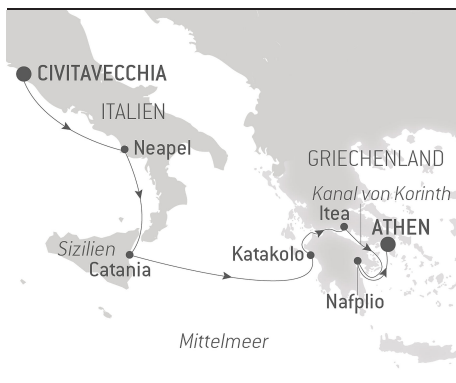 CIVITAVECCHIA
ITALIEN
Neapel
GRIECHENLAND
Kanal von Korinth
Itea
ATHEN
Sizilien
Catania
Katakolo
Nafplio
Mittelmeer